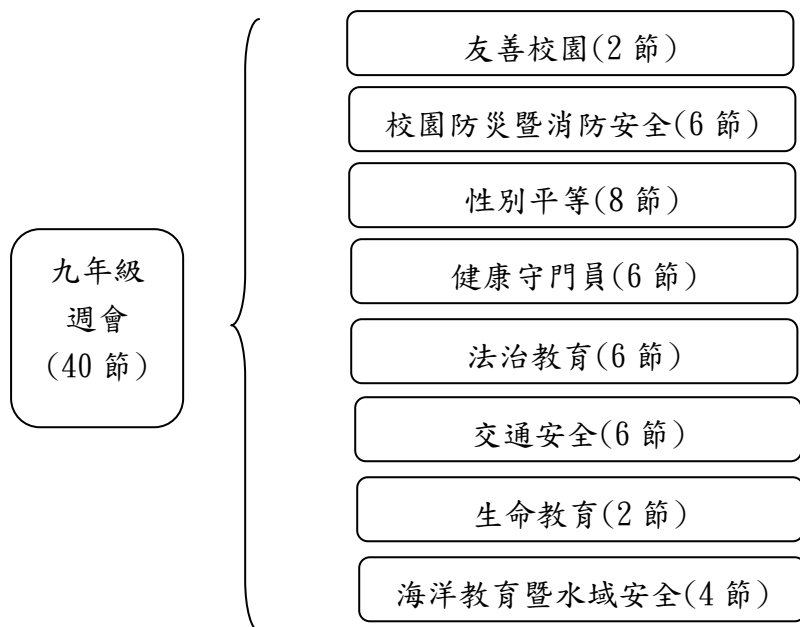 九年級
週會
(40 節)
友善校園(2 節)
校園防災暨消防安全(6 節)
性別平等(8 節)
健康守門員(6 節)
法治教育(6 節)
交通安全(6 節)
生命教育(2 節)
海洋教育暨水域安全(4 節)